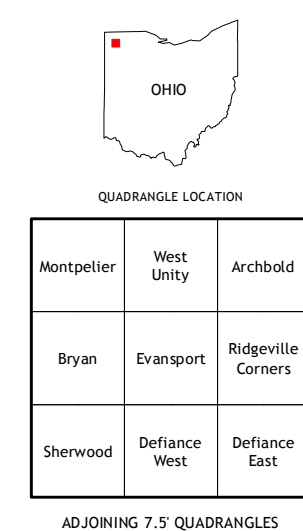 OHIO
QUADRANGLE LOCATION
Montpelier
West
Unity
Archbold
Bryan
Evansport
Ridgeville
Corners
Sherwood
Defiance
West
Defiance
East
ADJOINING 7.5' QUADRANGLES